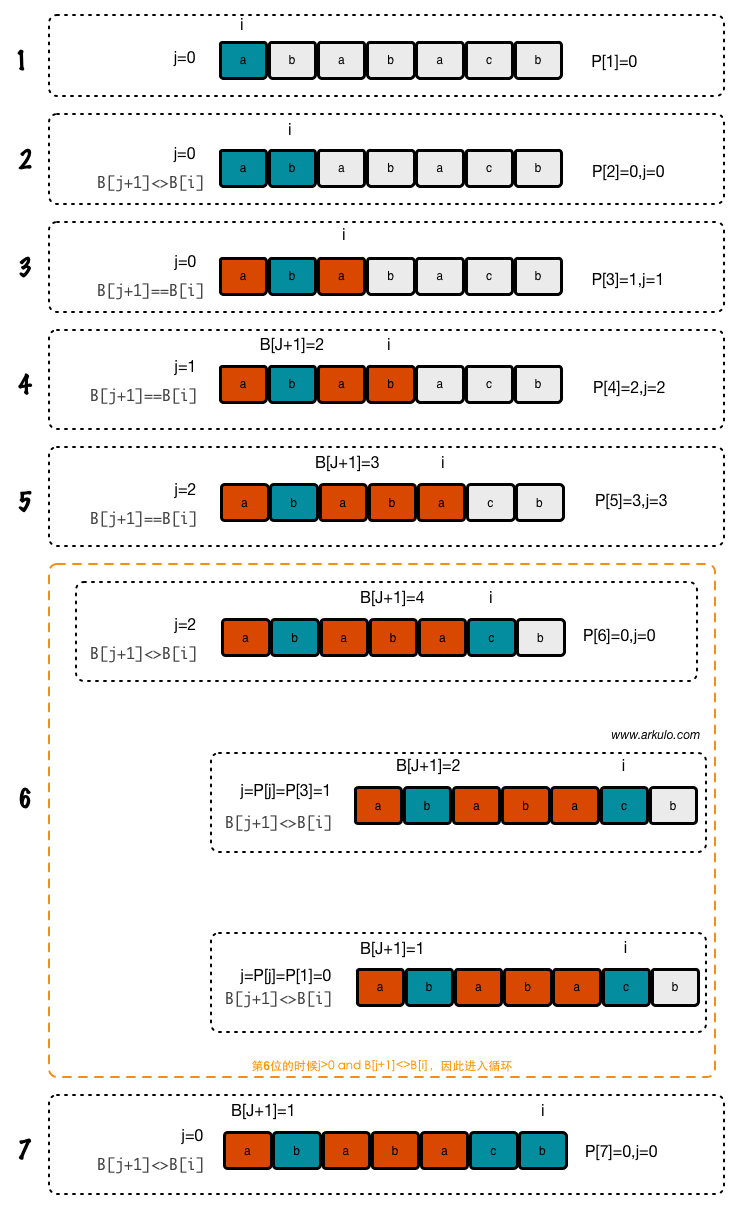 i
1
j=0
a b a b a c b
P[1]=0
i
2
j=0
B[j+1]<>B[i]
a b a b a c b
P[2]=0,j=0
i
3
j=0
B[j+1]==B[i]
a b a b a c b
P[3]=1,j=1
B[J+1]=2 i
4
j=1
B[j+1]==B[i]
a b a b a c b
P[4]=2,j=2
B[J+1]=3 i
5
j=2
B[j+1]==B[i]
a b a b a c b
P[5]=3,j=3
B[J+1]=4 i
j=2
B[j+1]<>B[i]
a b a b a c b
P[6]=0,j=0
www.arkulo.com
B[J+1]=2 i
6
j=P[j]=P[3]=1
B[j+1]<>B[i]
a b a b a c b
B[J+1]=1 i
j=P[j]=P[1]=0
B[j+1]<>B[i]
a b a b a c b
第6位的时候j>0 and B[j+1]<>B[i]，因此进入循环
B[J+1]=1 i
7
j=0
B[j+1]<>B[i]
a b a b a c b
P[7]=0,j=0